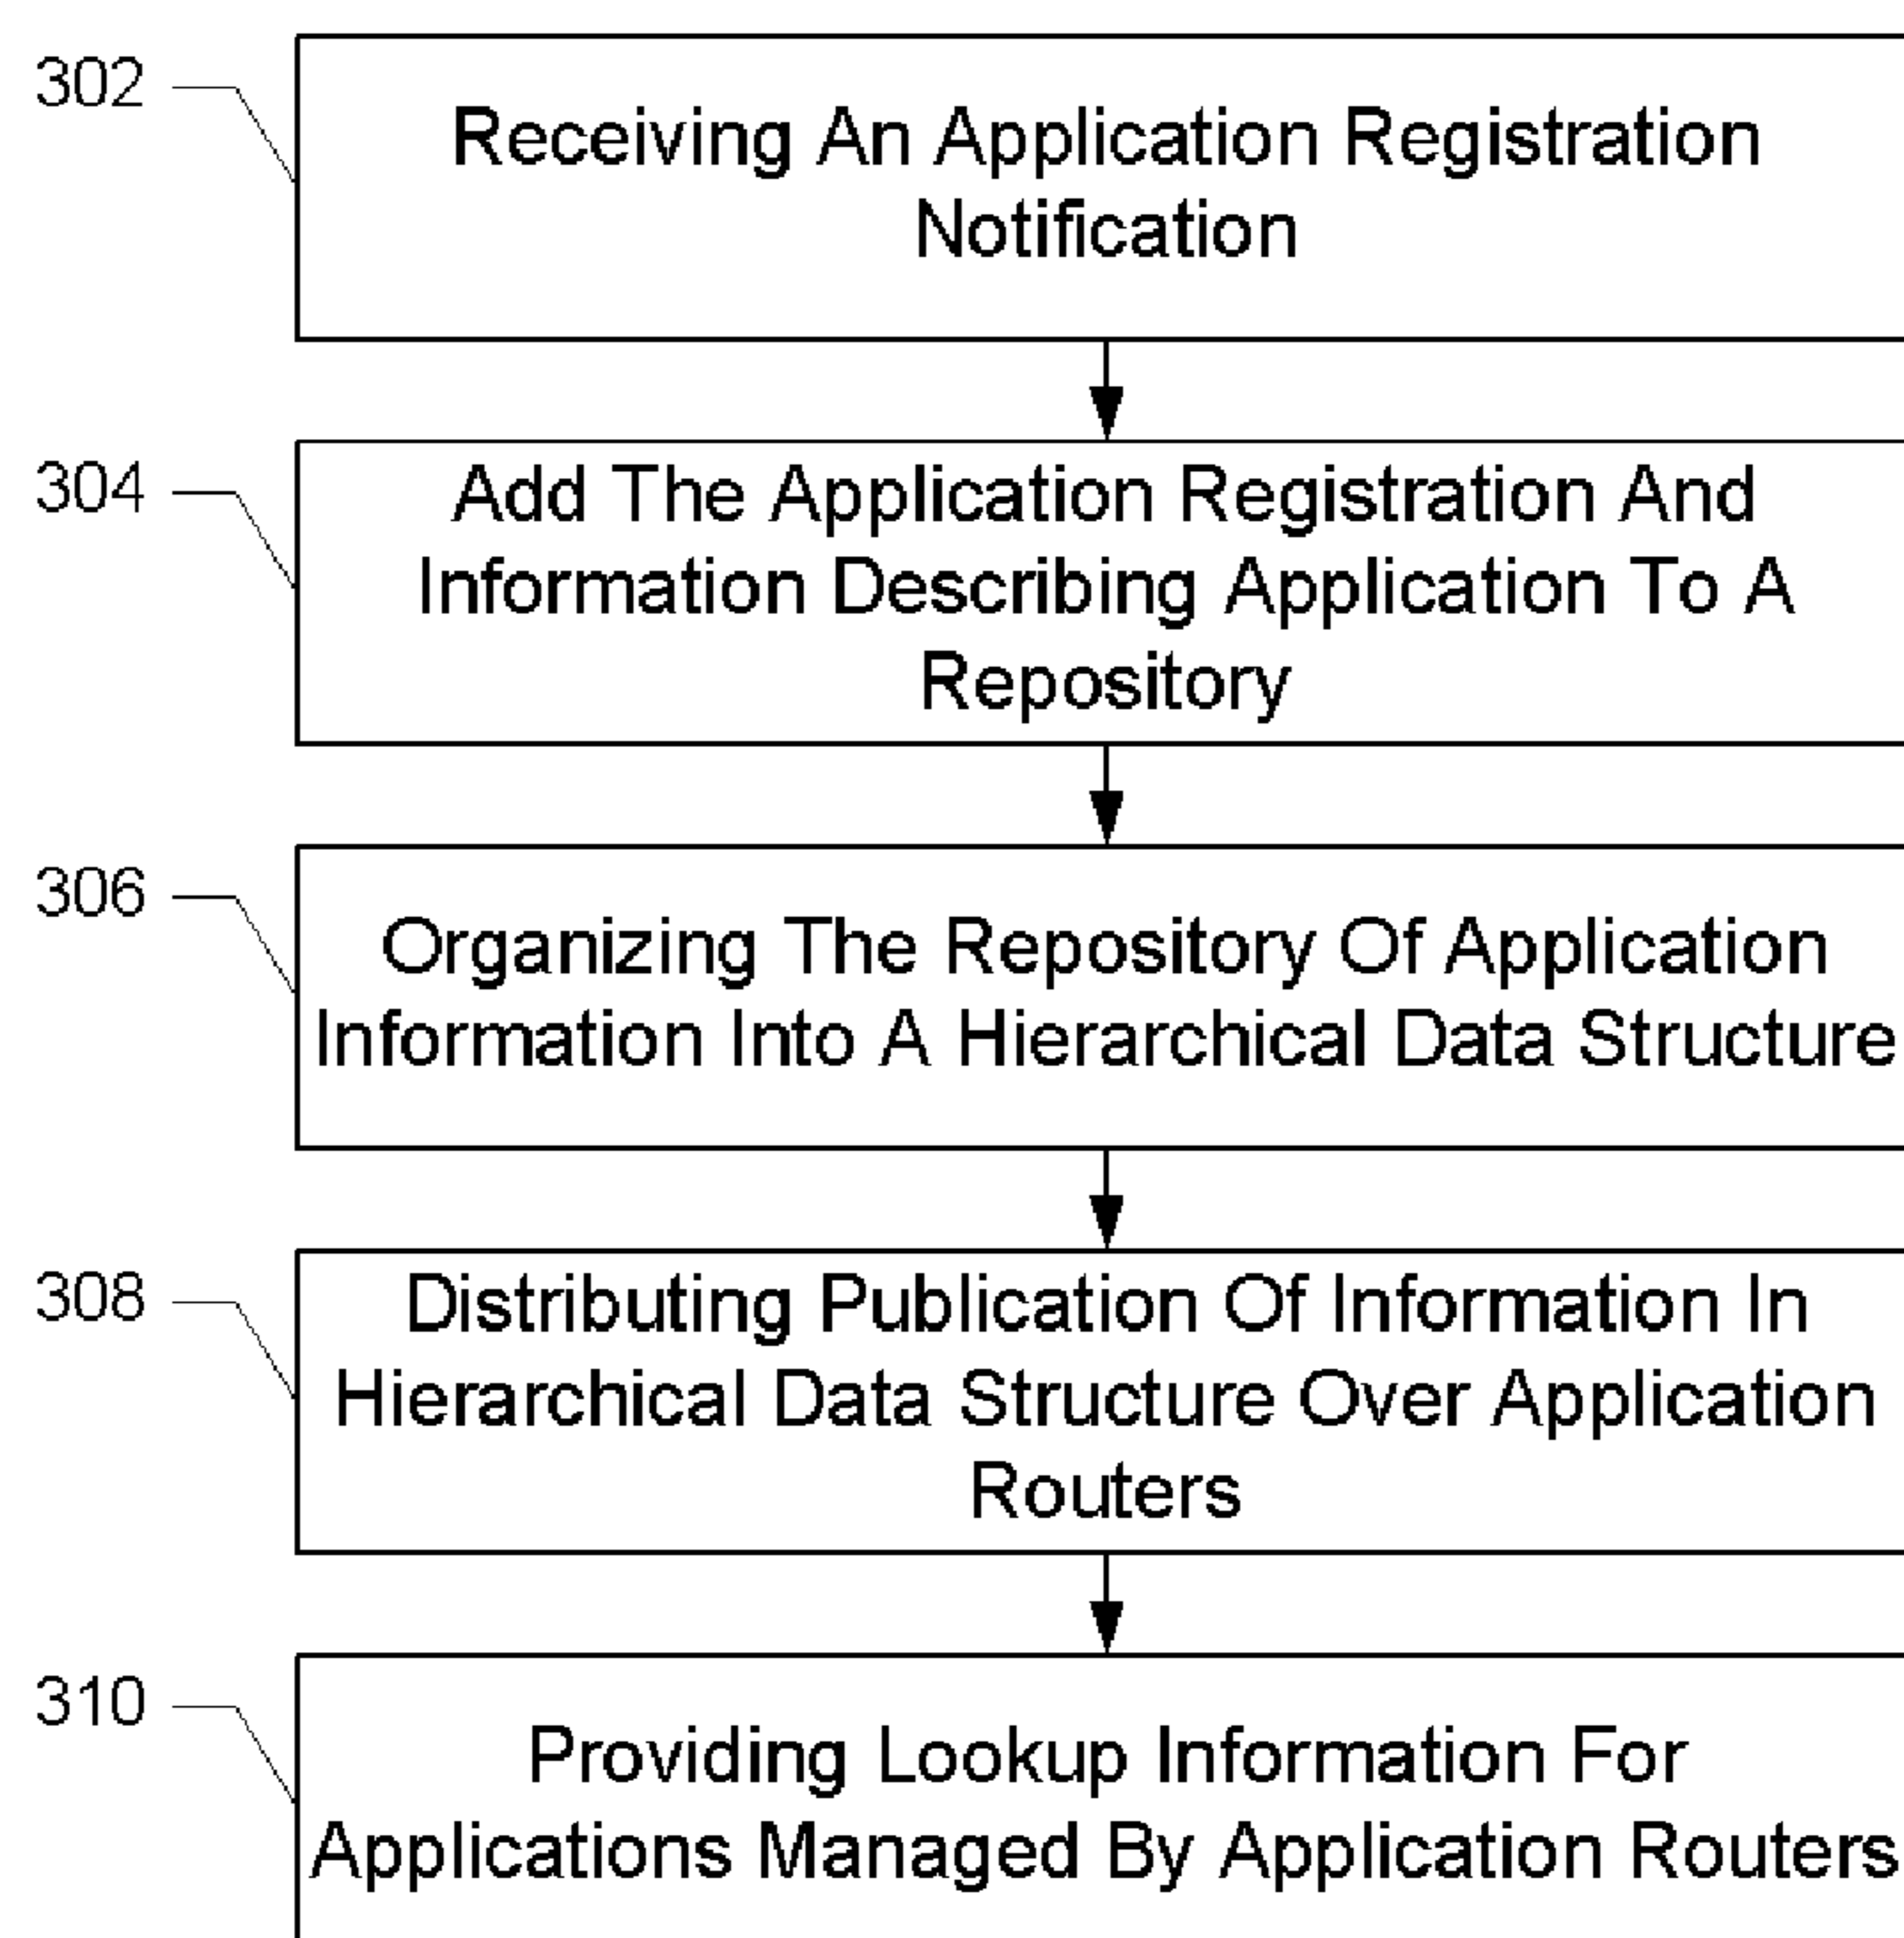 302
Receiving An Application Registration
Notification
304
Add The Application Registration And
Information Describing Application To A
Repository
306
Organizing The Repository Of Application
Information Into A Hierarchical Data Structure
308
Distributing Publication Of Information In
Hierarchical Data Structure Over Application
Routers
310
Providing Lookup Information For
Applications Managed By Application Routers